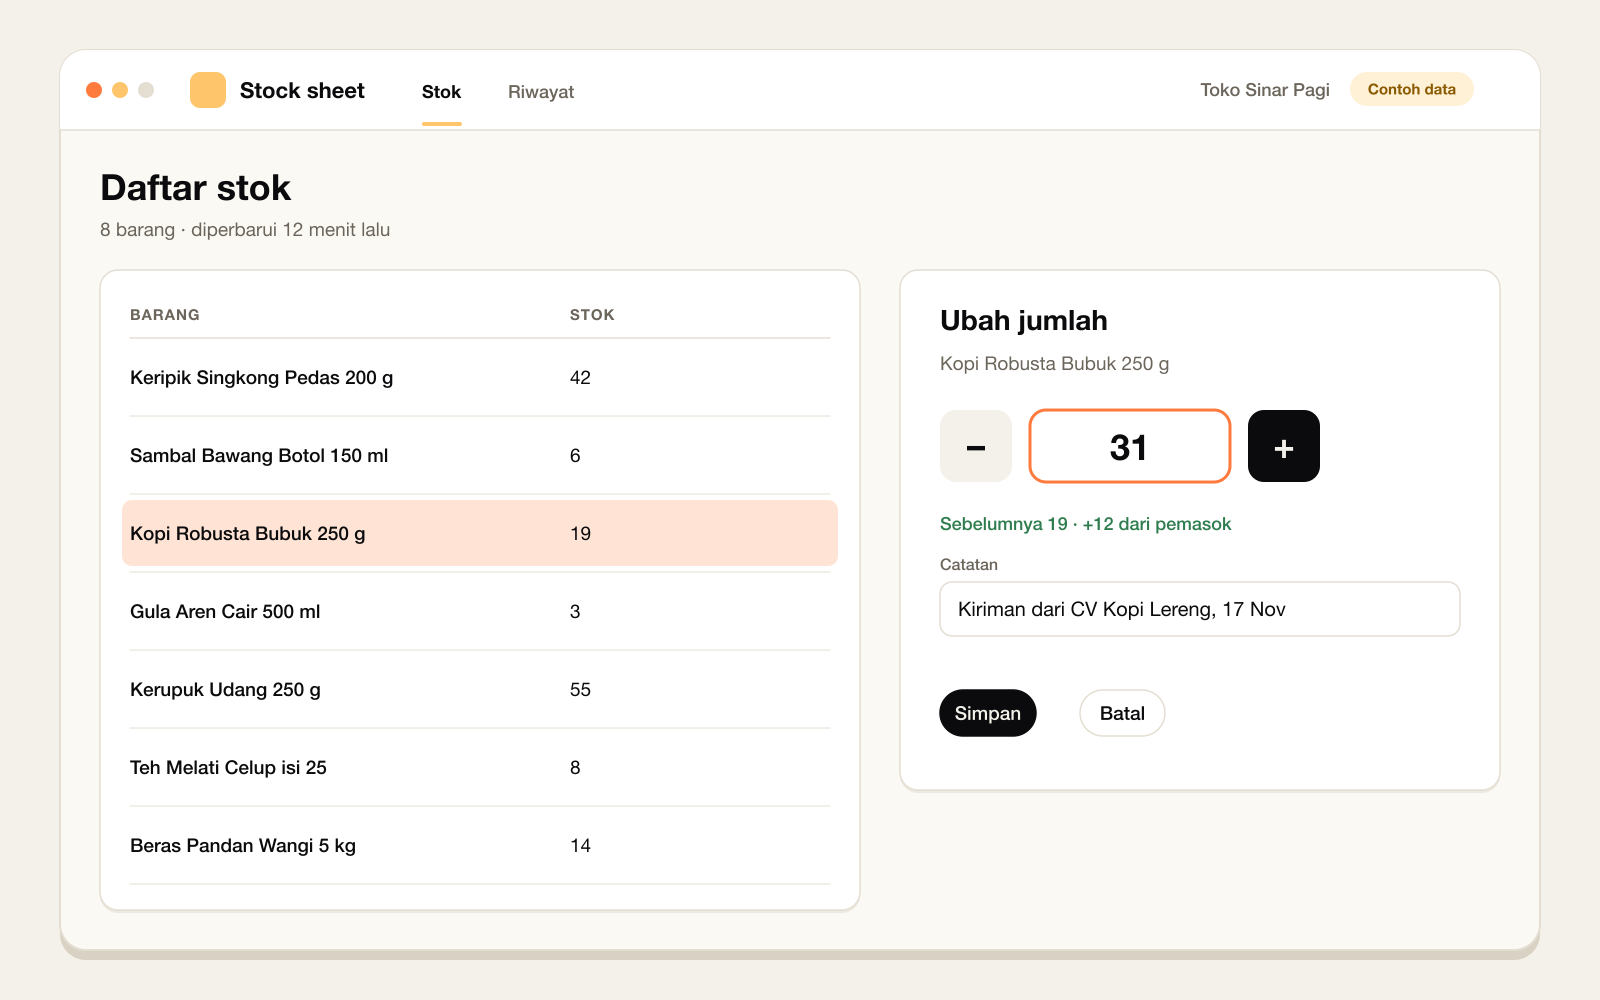 Stock sheet
Stok
Riwayat
Toko Sinar Pagi
Contoh data
Daftar stok
8 barang · diperbarui 12 menit lalu
BARANG STOK
Keripik Singkong Pedas 200 g 42
Sambal Bawang Botol 150 ml 6
Kopi Robusta Bubuk 250 g 19
Gula Aren Cair 500 ml 3
Kerupuk Udang 250 g 55
Teh Melati Celup isi 25 8
Beras Pandan Wangi 5 kg 14
Ubah jumlah
Kopi Robusta Bubuk 250 g
− 31 +
Sebelumnya 19 · +12 dari pemasok
Catatan
Kiriman dari CV Kopi Lereng, 17 Nov
Simpan
Batal